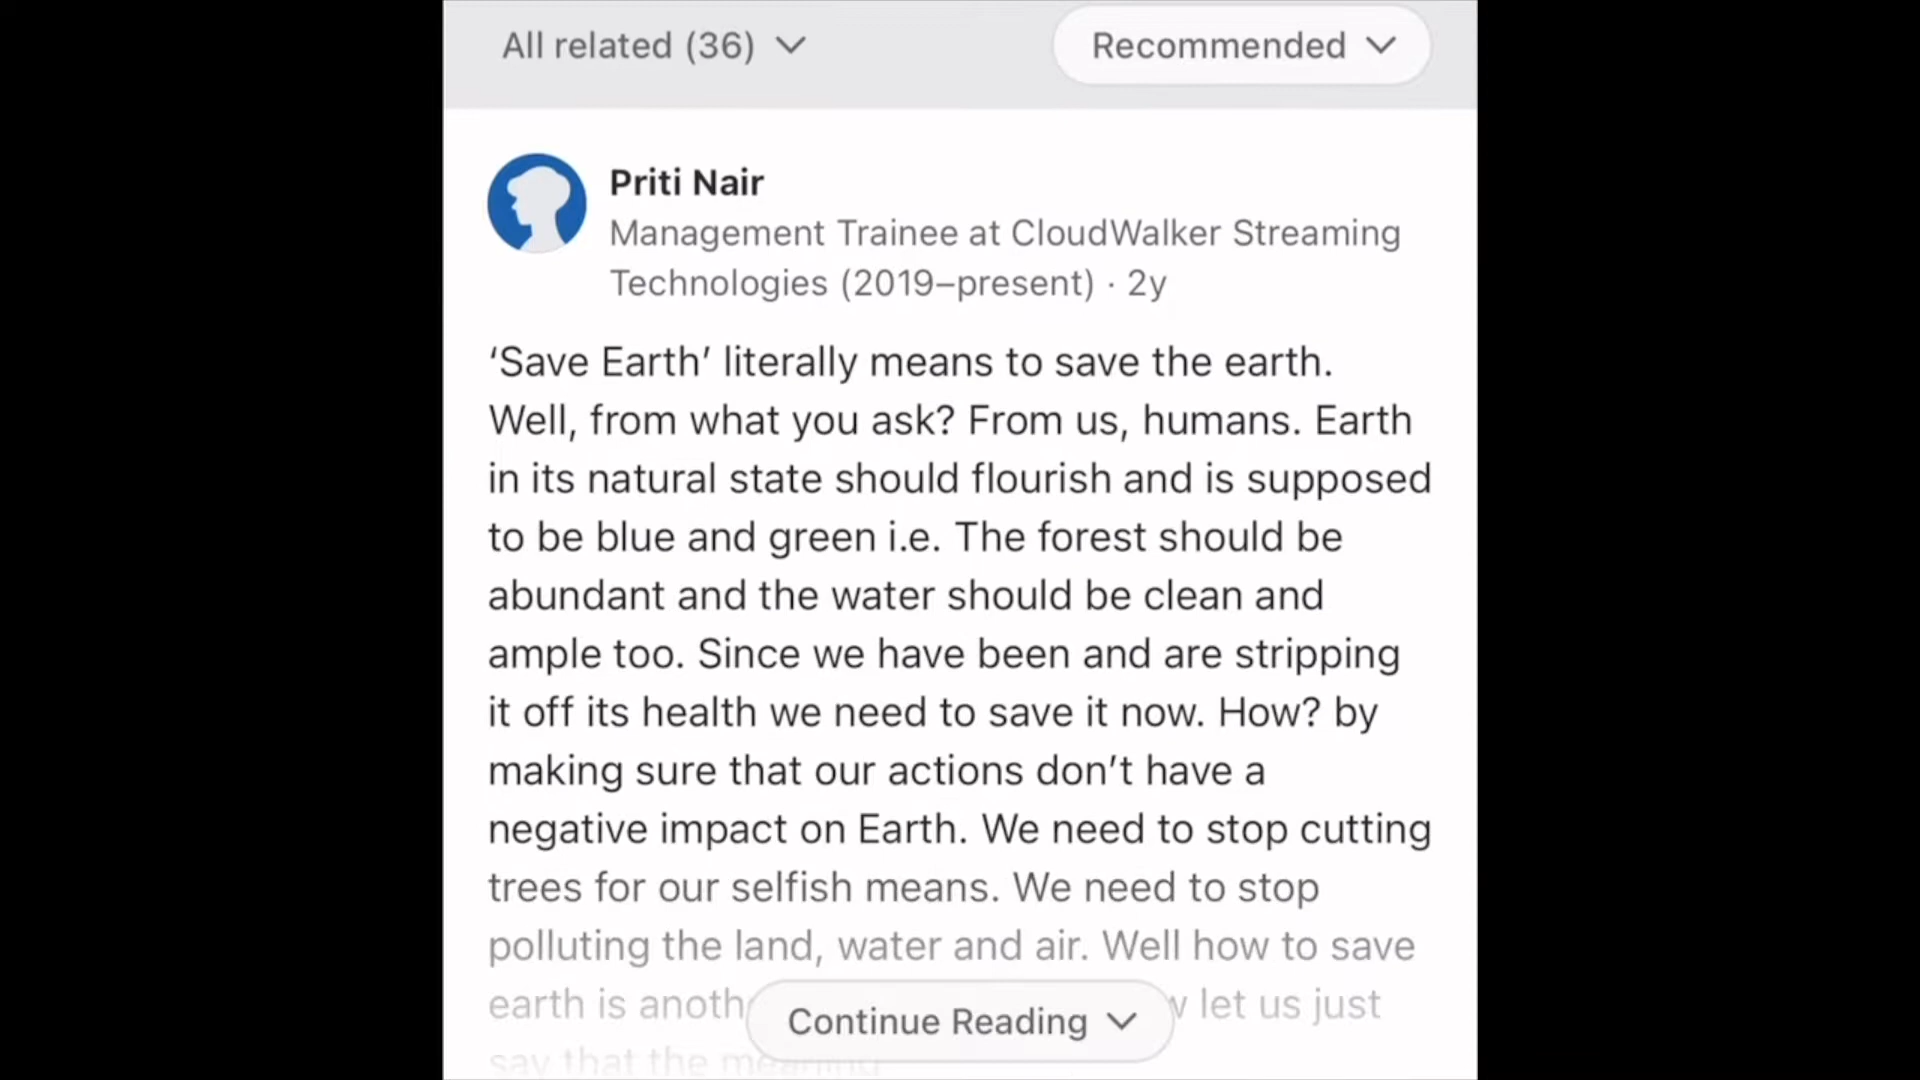 All related (36)
Recommended
Priti Nair
Management Trainee at CloudWalker Streaming
Technologies (2019–present) · 2y
‘Save Earth’ literally means to save the earth.
Well, from what you ask? From us, humans. Earth
in its natural state should flourish and is supposed
to be blue and green i.e. The forest should be
abundant and the water should be clean and
ample too. Since we have been and are stripping
it off its health we need to save it now. How? by
making sure that our actions don’t have a
negative impact on Earth. We need to stop cutting
trees for our selfish means. We need to stop
polluting the land, water and air. Well how to save
earth is let us just
Continue Reading
say that the meaning